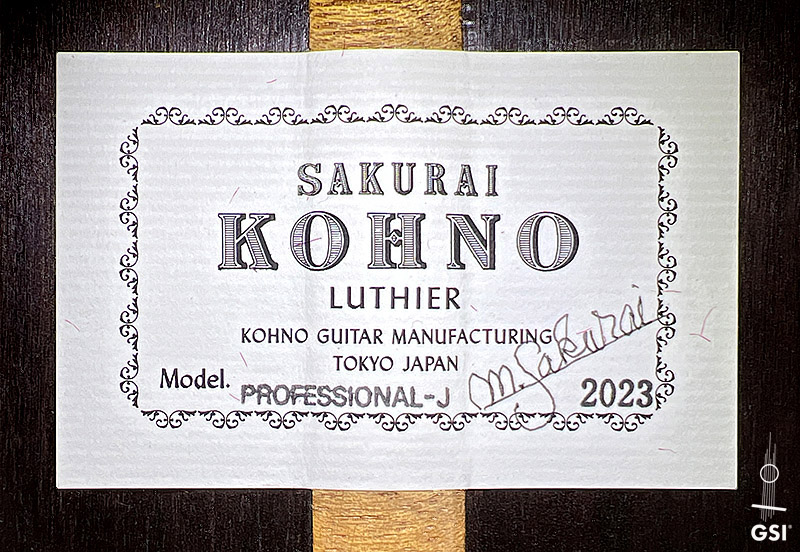 SAKURAI
KOHNO
LUTHIER
KOHNO GUITAR MANUFACTURING
TOKYO JAPAN
Model. PROFESSIONAL-J
M. Sakurai
2023
GSI